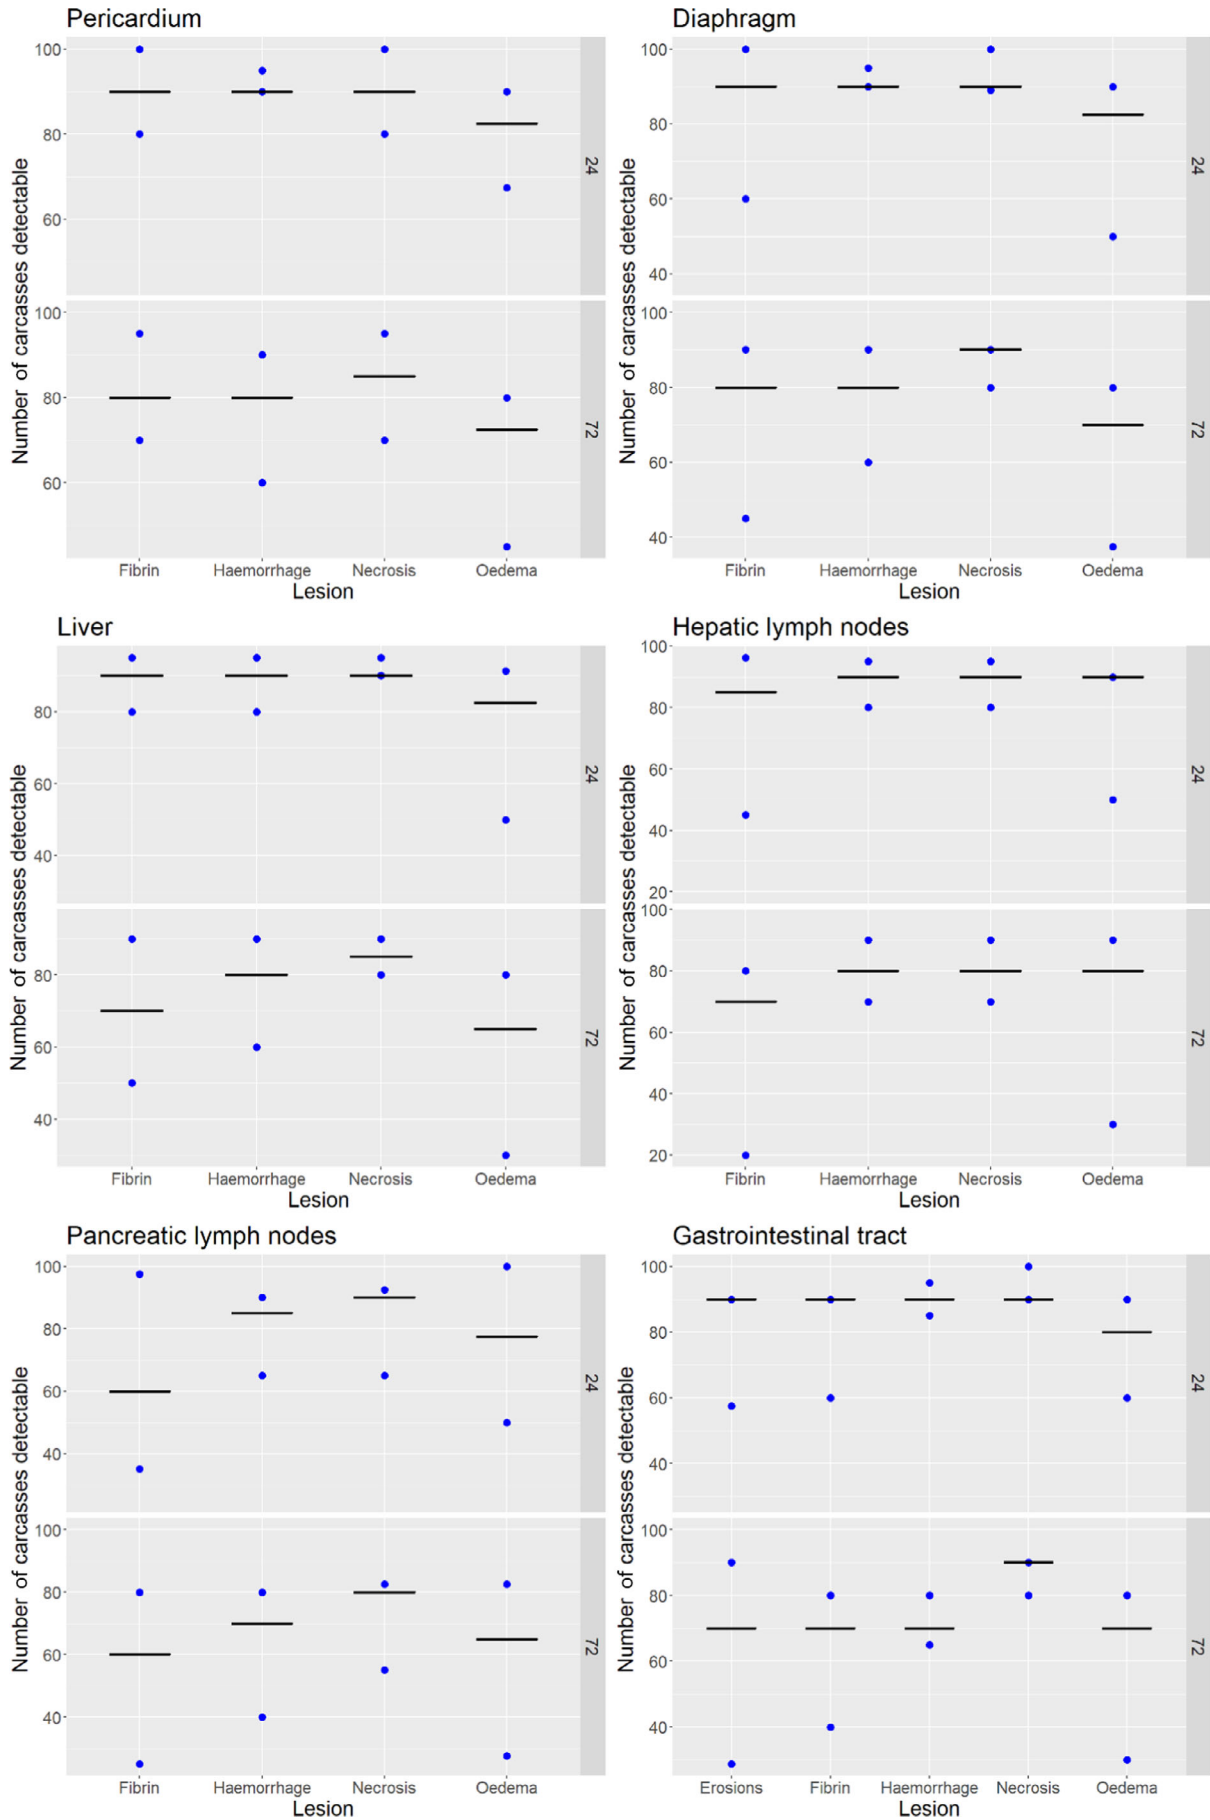 Pericardium
Number of carcasses detectable
100
80
60
24
100
80
60
72
Fibrin Haemorrhage Necrosis Oedema
Lesion
Diaphragm
Number of carcasses detectable
100
80
60
40
24
100
80
60
40
72
Fibrin Haemorrhage Necrosis Oedema
Lesion
Liver
Number of carcasses detectable
80
60
40
24
80
60
40
72
Fibrin Haemorrhage Necrosis Oedema
Lesion
Hepatic lymph nodes
Number of carcasses detectable
100
80
60
40
20
24
100
80
60
40
20
72
Fibrin Haemorrhage Necrosis Oedema
Lesion
Pancreatic lymph nodes
Number of carcasses detectable
100
80
60
40
24
100
80
60
40
72
Fibrin Haemorrhage Necrosis Oedema
Lesion
Gastrointestinal tract
Number of carcasses detectable
100
80
60
40
24
100
80
60
40
72
Erosions Fibrin Haemorrhage Necrosis Oedema
Lesion